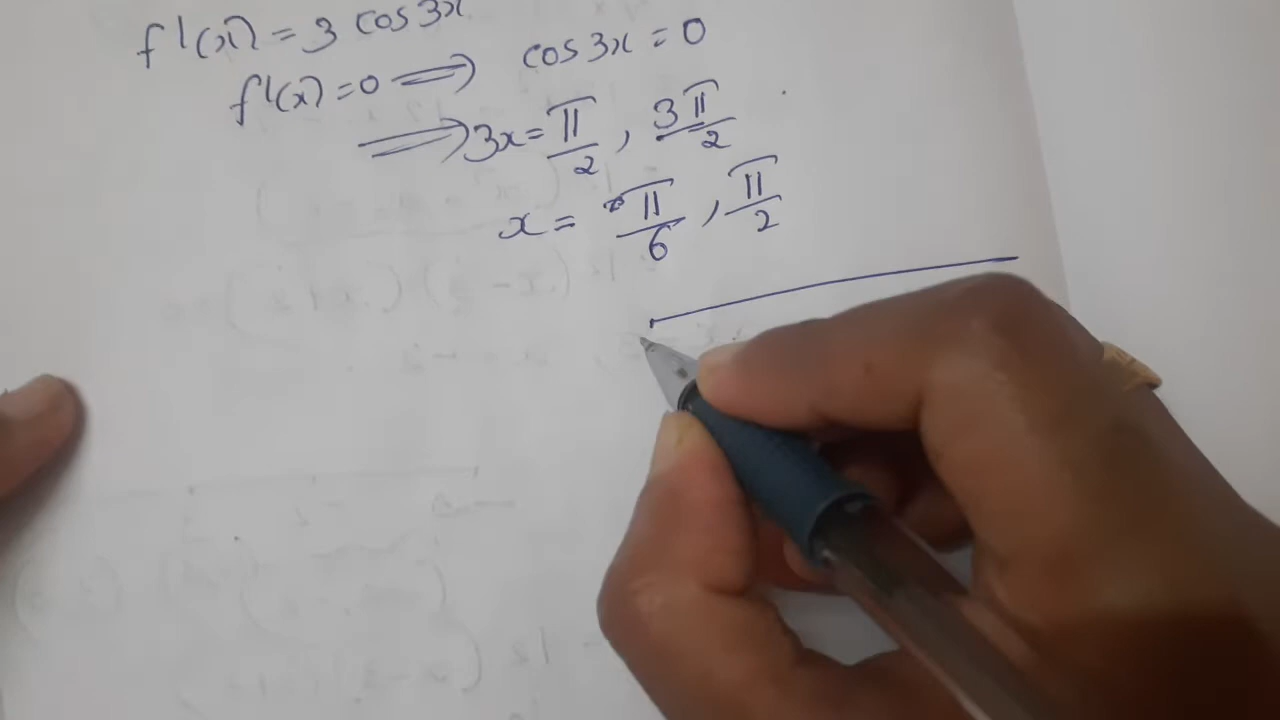 f'(x) = 3 cos 3x
f'(x) = 0 ⟹ cos 3x = 0
⟹ 3x = π/2 , 3π/2
x = π/6 , π/2